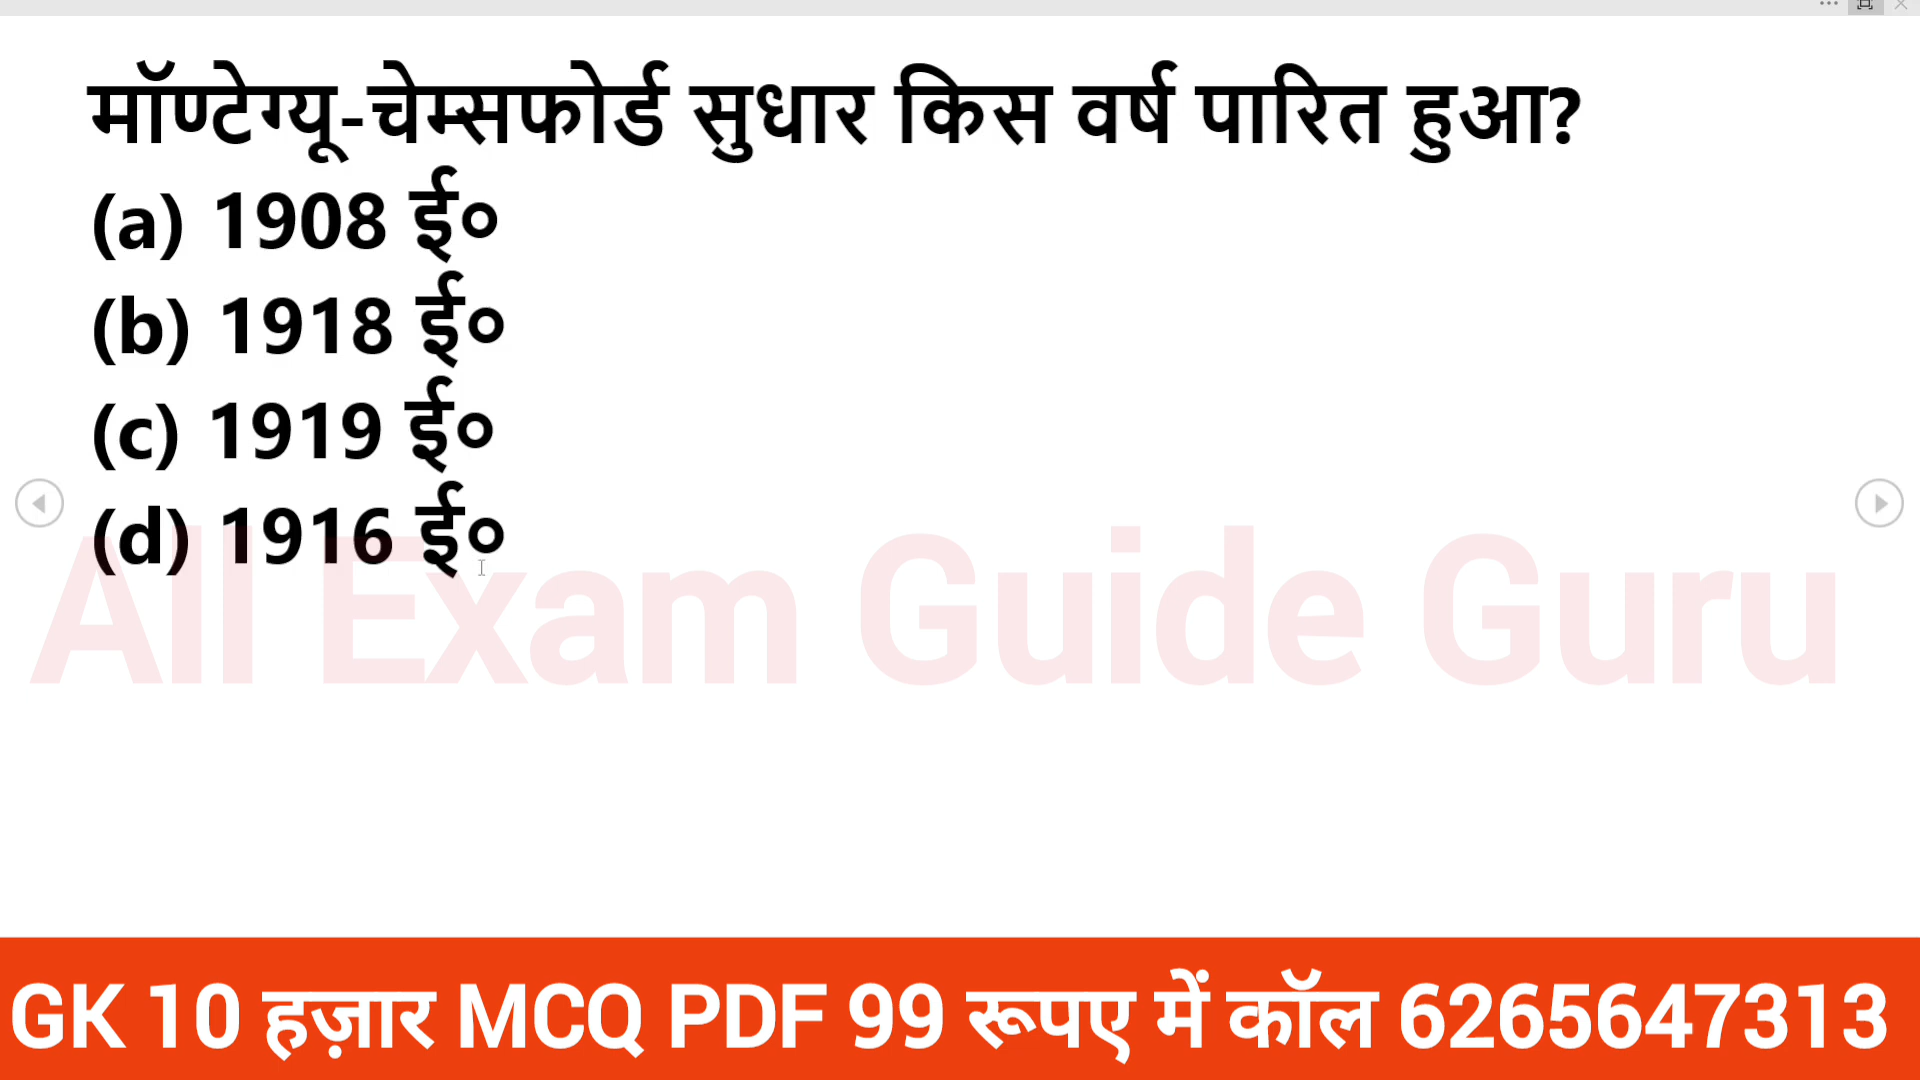 मॉण्टेग्यू-चेम्सफोर्ड सुधार किस वर्ष पारित हुआ?
(a) 1908 ई०
(b) 1918 ई०
(c) 1919 ई०
(d) 1916 ई०
All Exam Guide Guru
GK 10 हज़ार MCQ PDF 99 रूपए में कॉल 6265647313